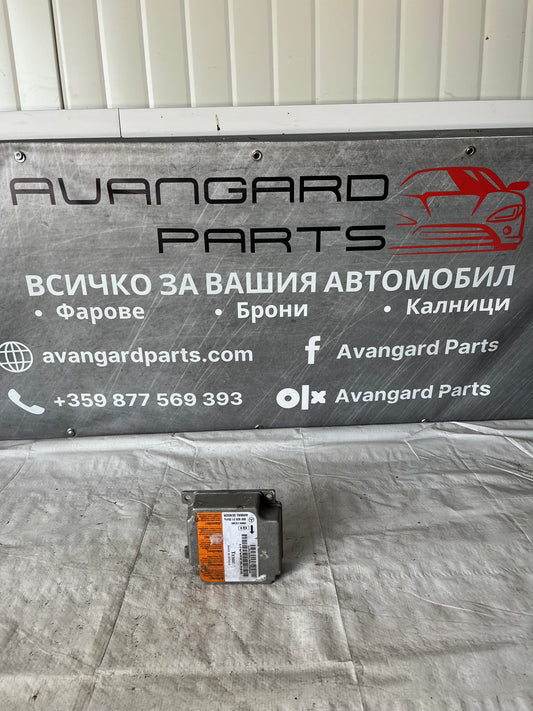 AVANGARD
PARTS
ВСИЧКО ЗА ВАШИЯ АВТОМОБИЛ
• Фарове • Брони • Калници
avangardparts.com
f Avangard Parts
+359 877 569 393
olx Avangard Parts